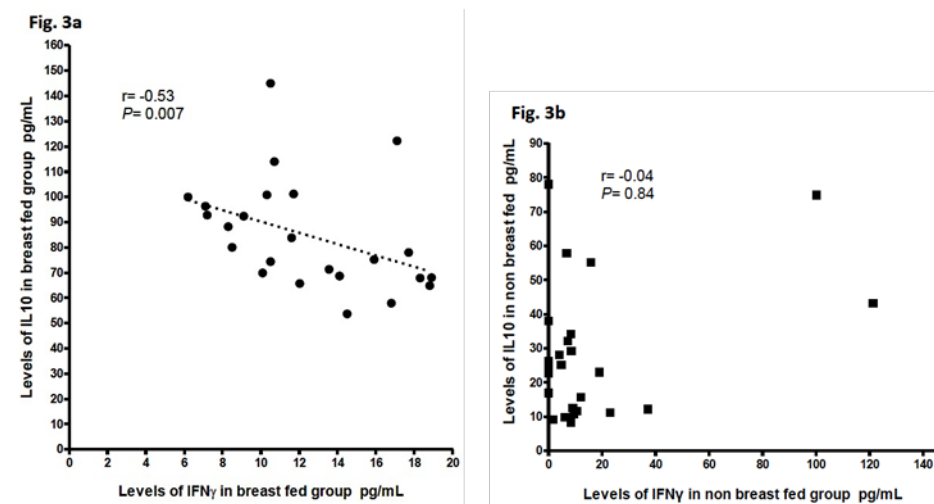 Fig. 3a
r= -0.53
P= 0.007
Levels of IL10 in breast fed group pg/mL
160
150
140
130
120
110
100
90
80
70
60
50
40
30
20
10
0
0 2 4 6 8 10 12 14 16 18 20
Levels of IFNγ in breast fed group pg/mL
Fig. 3b
r= -0.04
P= 0.84
Levels of IL10 in non breast fed pg/mL
90
80
70
60
50
40
30
20
10
0
0 20 40 60 80 100 120 140
Levels of IFNγ in non breast fed group pg/mL